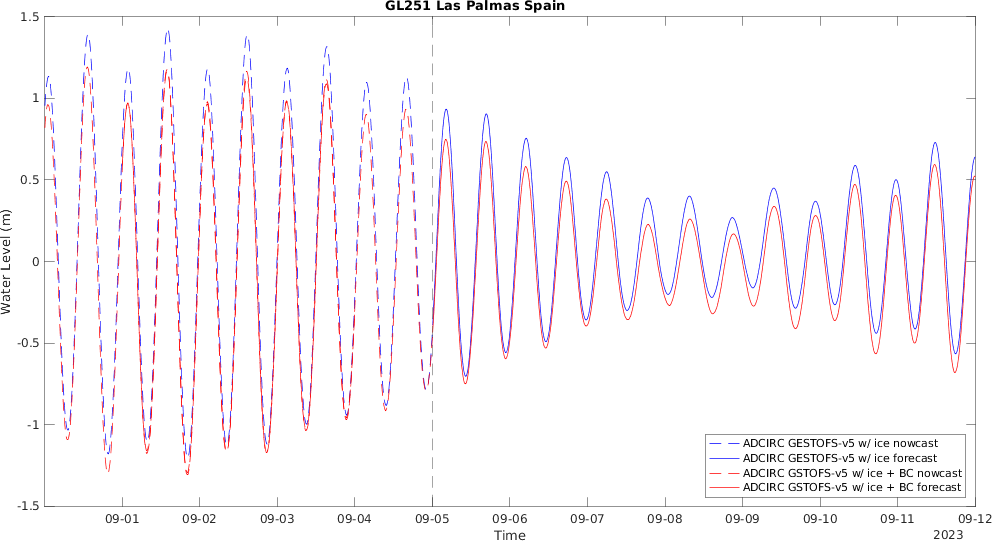 GL251 Las Palmas Spain
1.5
1
0.5
0
-0.5
-1
-1.5
Water Level (m)
09-01 09-02 09-03 09-04 09-05 09-06 09-07 09-08 09-09 09-10 09-11 09-12
Time
2023
ADCIRC GESTOFS-v5 w/ ice nowcast
ADCIRC GESTOFS-v5 w/ ice forecast
ADCIRC GSTOFS-v5 w/ ice + BC nowcast
ADCIRC GSTOFS-v5 w/ ice + BC forecast